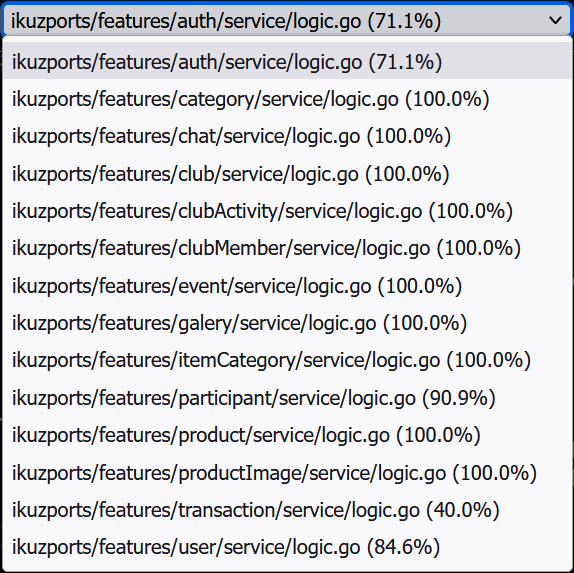 ikuzports/features/auth/service/logic.go (71.1%)
ikuzports/features/auth/service/logic.go (71.1%)
ikuzports/features/category/service/logic.go (100.0%)
ikuzports/features/chat/service/logic.go (100.0%)
ikuzports/features/club/service/logic.go (100.0%)
ikuzports/features/clubActivity/service/logic.go (100.0%)
ikuzports/features/clubMember/service/logic.go (100.0%)
ikuzports/features/event/service/logic.go (100.0%)
ikuzports/features/galery/service/logic.go (100.0%)
ikuzports/features/itemCategory/service/logic.go (100.0%)
ikuzports/features/participant/service/logic.go (90.9%)
ikuzports/features/product/service/logic.go (100.0%)
ikuzports/features/productImage/service/logic.go (100.0%)
ikuzports/features/transaction/service/logic.go (40.0%)
ikuzports/features/user/service/logic.go (84.6%)